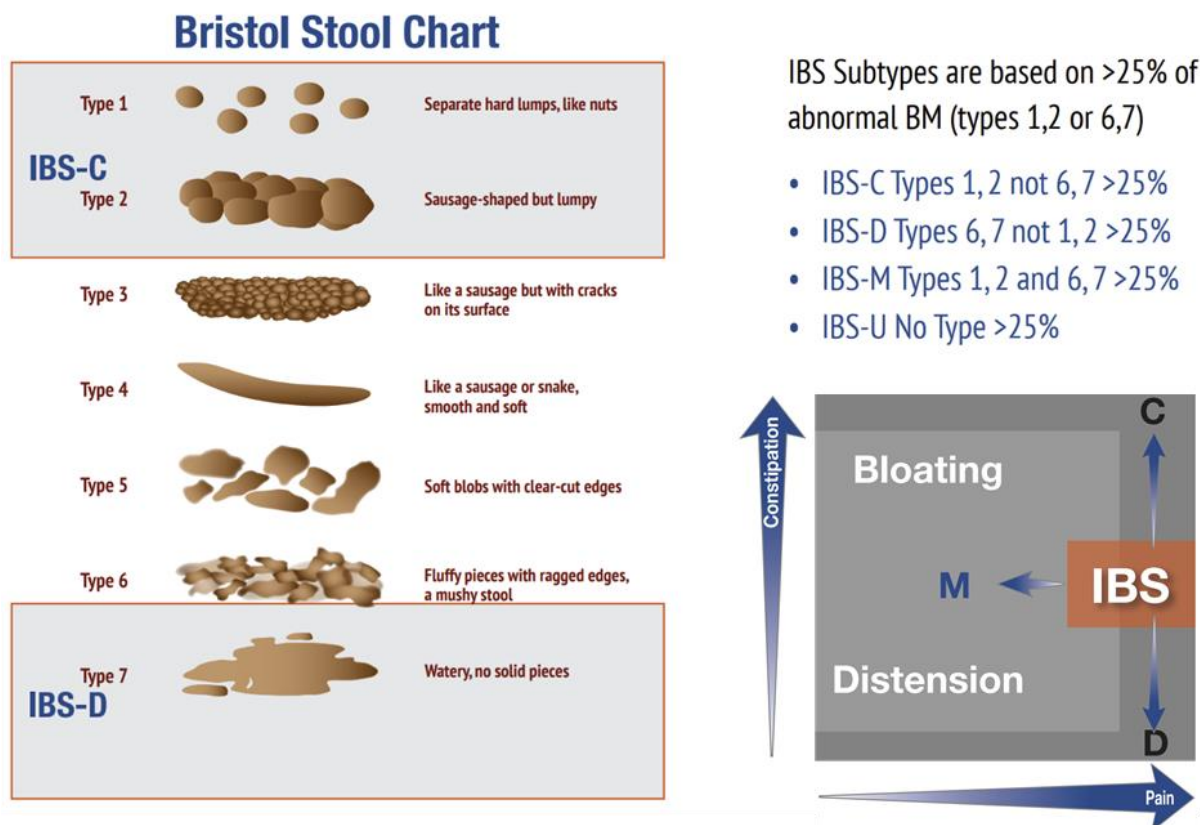 Bristol Stool Chart
Type 1
Separate hard lumps, like nuts
IBS-C
Type 2
Sausage-shaped but lumpy
Type 3
Like a sausage but with cracks
on its surface
Type 4
Like a sausage or snake,
smooth and soft
Type 5
Soft blobs with clear-cut edges
Type 6
Fluffy pieces with ragged edges,
a mushy stool
Type 7
Watery, no solid pieces
IBS-D
IBS Subtypes are based on >25% of
abnormal BM (types 1,2 or 6,7)
• IBS-C Types 1, 2 not 6, 7 >25%
• IBS-D Types 6, 7 not 1, 2 >25%
• IBS-M Types 1, 2 and 6, 7 >25%
• IBS-U No Type >25%
Constipation
C
Bloating
M
IBS
Distension
D
Pain